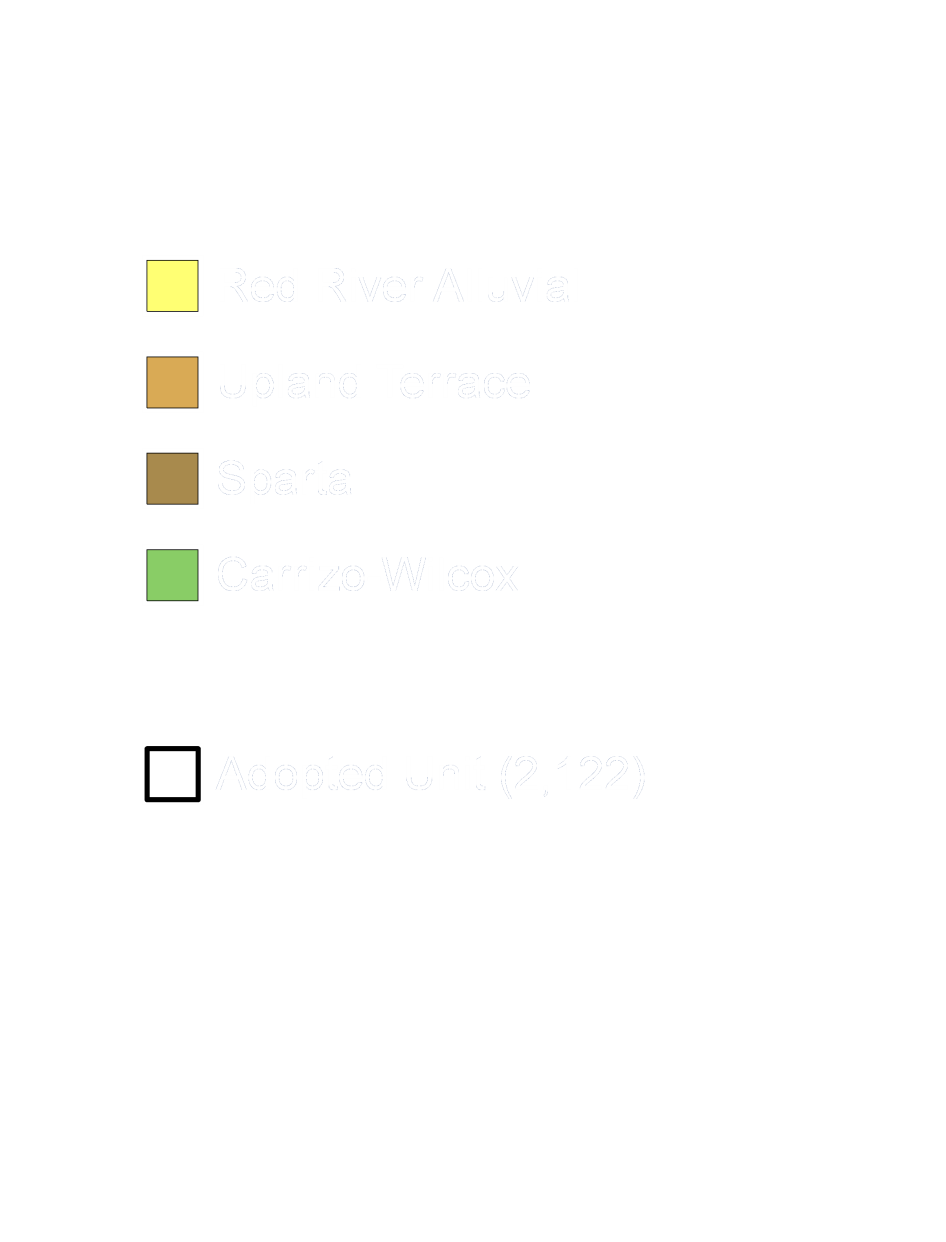 Red River Alluvial
Upland Terrace
Sparta
Carrizo-Wilcox
Adopted Unit (2,122)